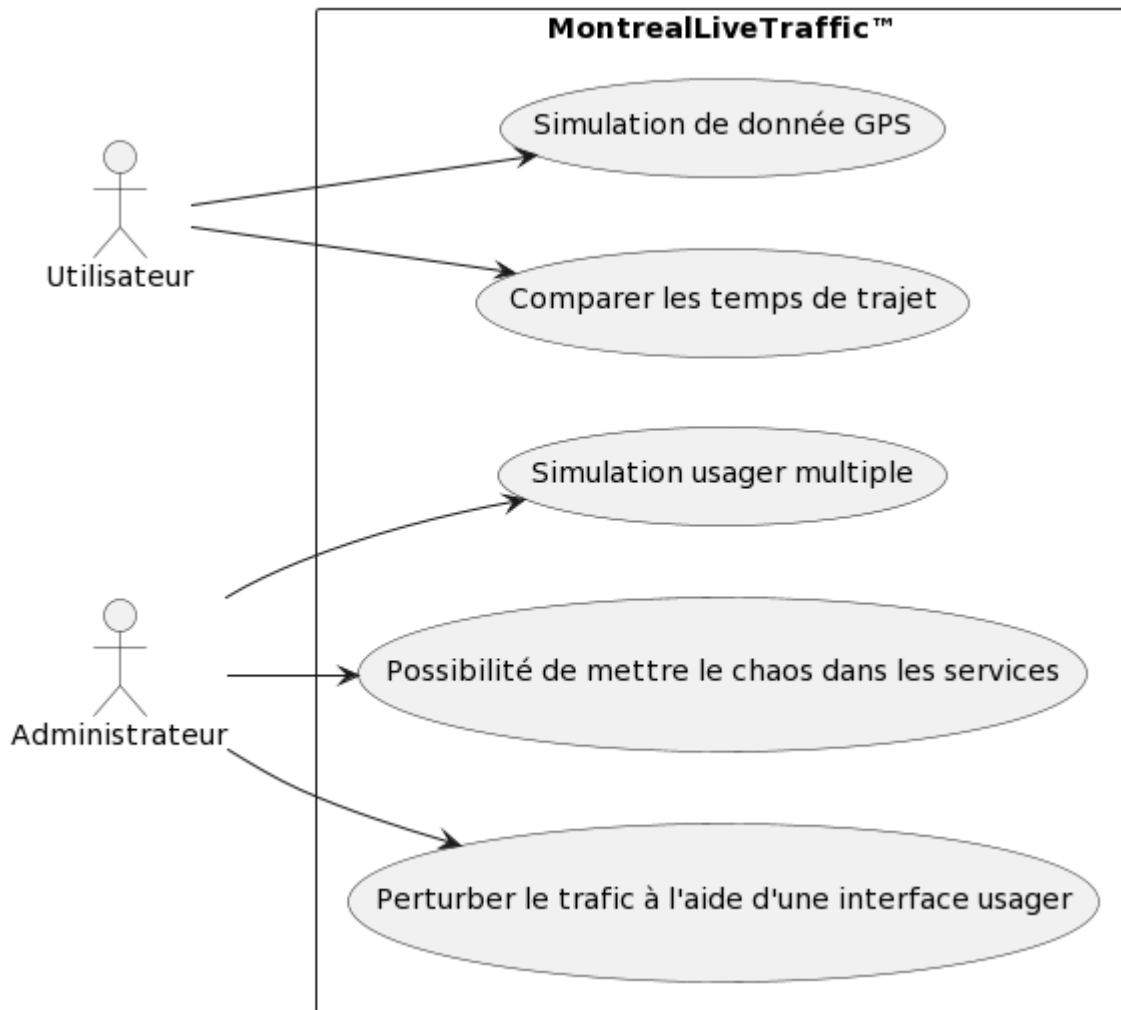 MontrealLiveTraffic™
Simulation de donnée GPS
Utilisateur
Comparer les temps de trajet
Simulation usager multiple
Possibilité de mettre le chaos dans les services
Administrateur
Perturber le trafic à l'aide d'une interface usager